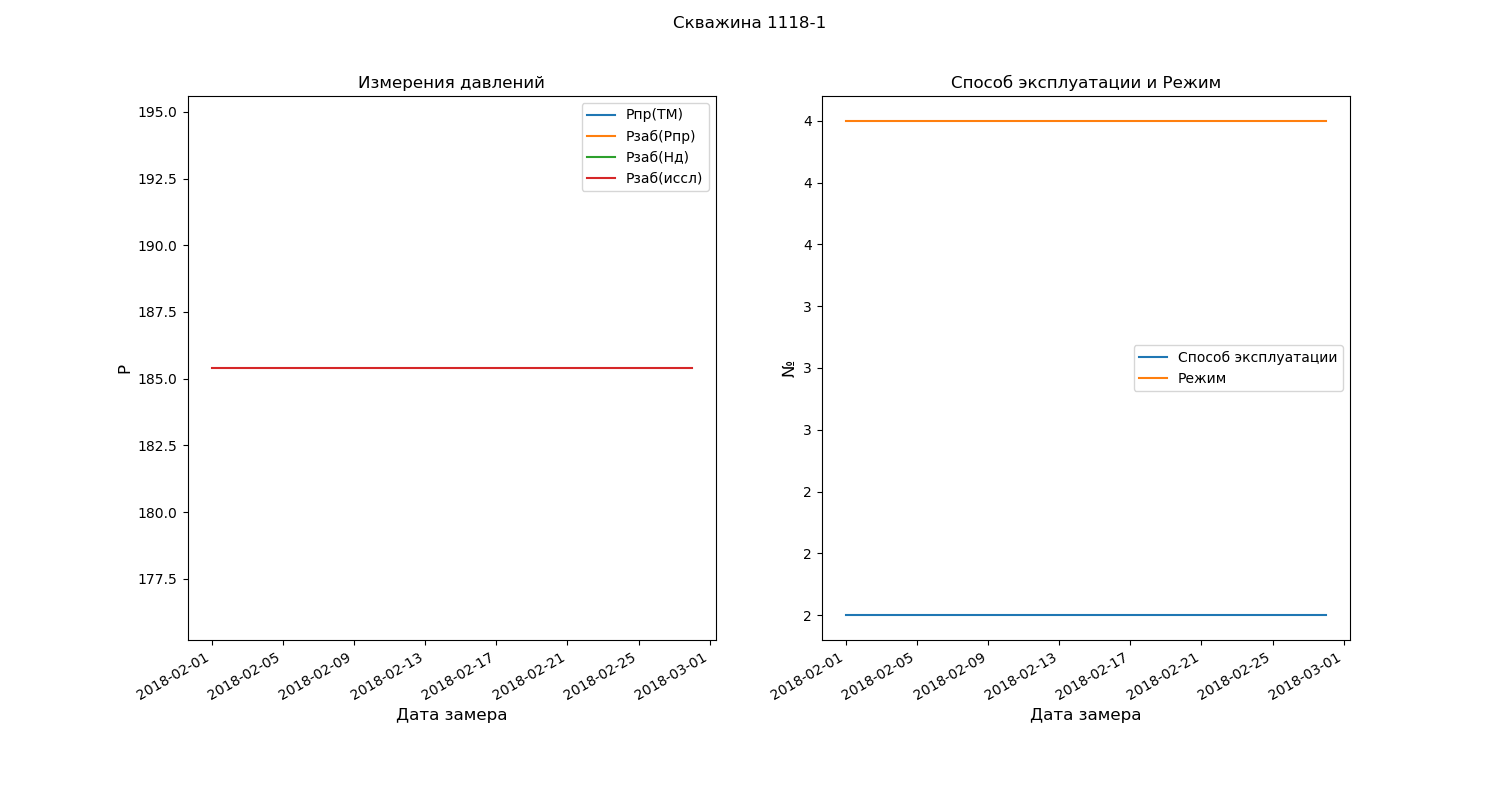 Скважина 1118-1
Измерения давлений
195.0
192.5
190.0
187.5
185.0
182.5
180.0
177.5
P
Рпр(ТМ)
Рзаб(Рпр)
Рзаб(Нд)
Рзаб(иссл)
2018-02-01
2018-02-05
2018-02-09
2018-02-13
2018-02-17
2018-02-21
2018-02-25
2018-03-01
Дата замера
Способ эксплуатации и Режим
4
4
4
3
3
3
2
2
2
№
Способ эксплуатации
Режим
2018-02-01
2018-02-05
2018-02-09
2018-02-13
2018-02-17
2018-02-21
2018-02-25
2018-03-01
Дата замера